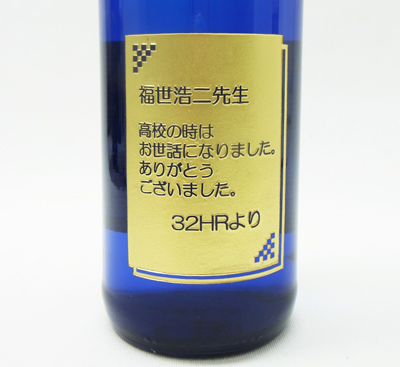 福世浩二先生
高校の時は
お世話になりました。
ありがとう
ございました。
32HRより